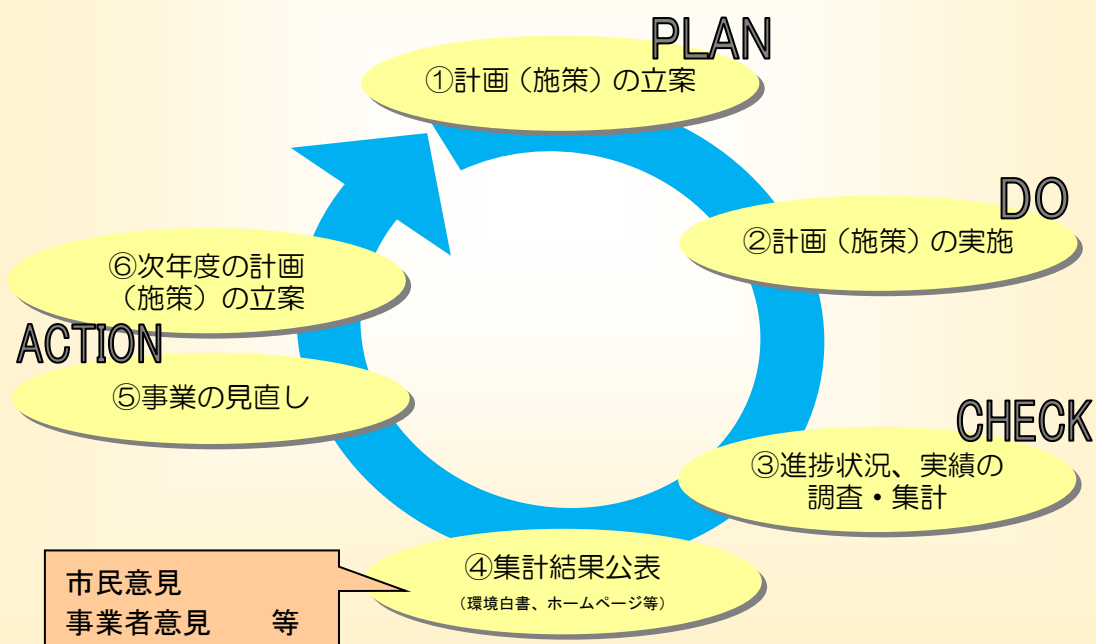 PLAN
①計画（施策）の立案
DO
②計画（施策）の実施
CHECK
③進捗状況、実績の
調査・集計
④集計結果公表
（環境白書、ホームページ等）
市民意見
事業者意見　　等
ACTION
⑤事業の見直し
⑥次年度の計画
（施策）の立案